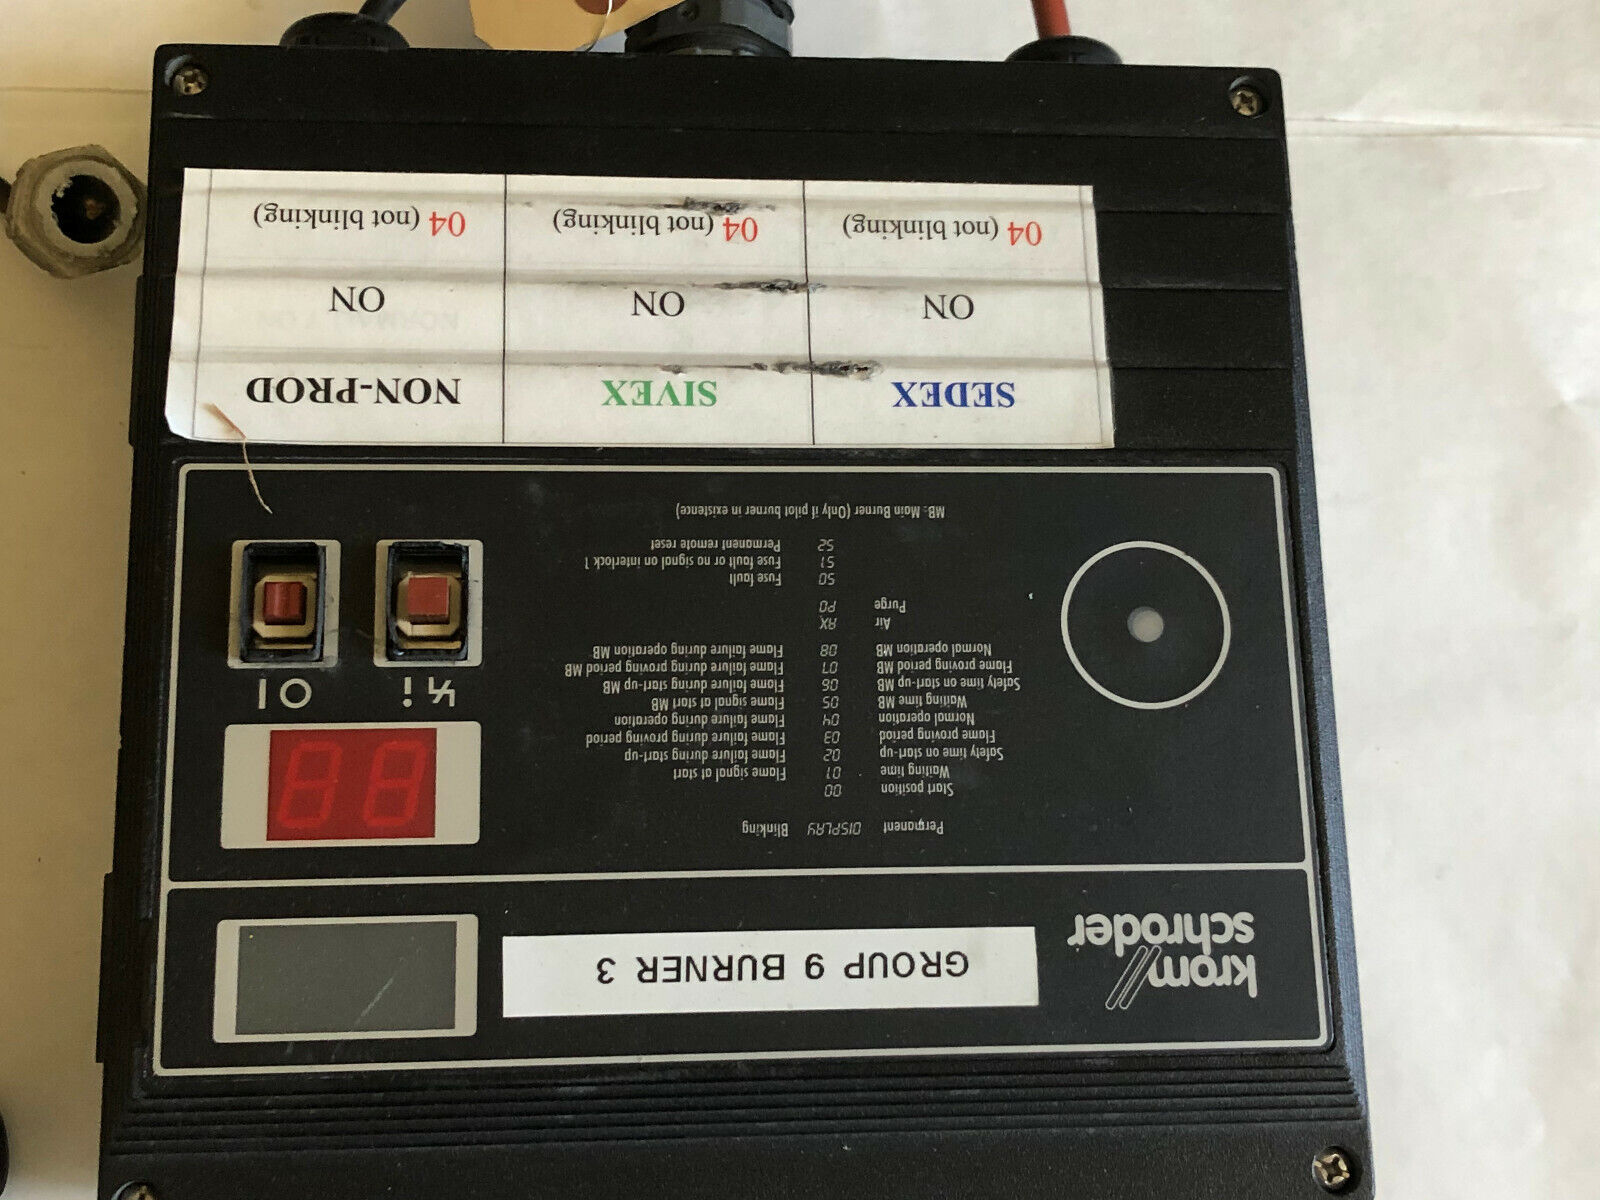 krom
schroder
GROUP 9 BURNER 3
Permanent DISPLAY Blinking
Start position 00
Waiting time 01 Flame signal at start
Safety time on start-up 02 Flame failure during start-up
Flame proving period 03 Flame failure during proving period
Normal operation 04 Flame failure during operation
Waiting time MB 05 Flame signal at start MB
Safety time on start-up MB 06 Flame failure during start-up MB
Flame proving period MB 07 Flame failure during proving period MB
Normal operation MB 08 Flame failure during operation MB
Air AX
Purge P0
50 Fuse fault
51 Fuse fault or no signal on interlock 1
52 Permanent remote reset
MB: Main Burner (Only if pilot burner in existence)
88
i O I
SEDEX SIVEX NON-PROD
ON ON ON
04 (not blinking) 04 (not blinking) 04 (not blinking)